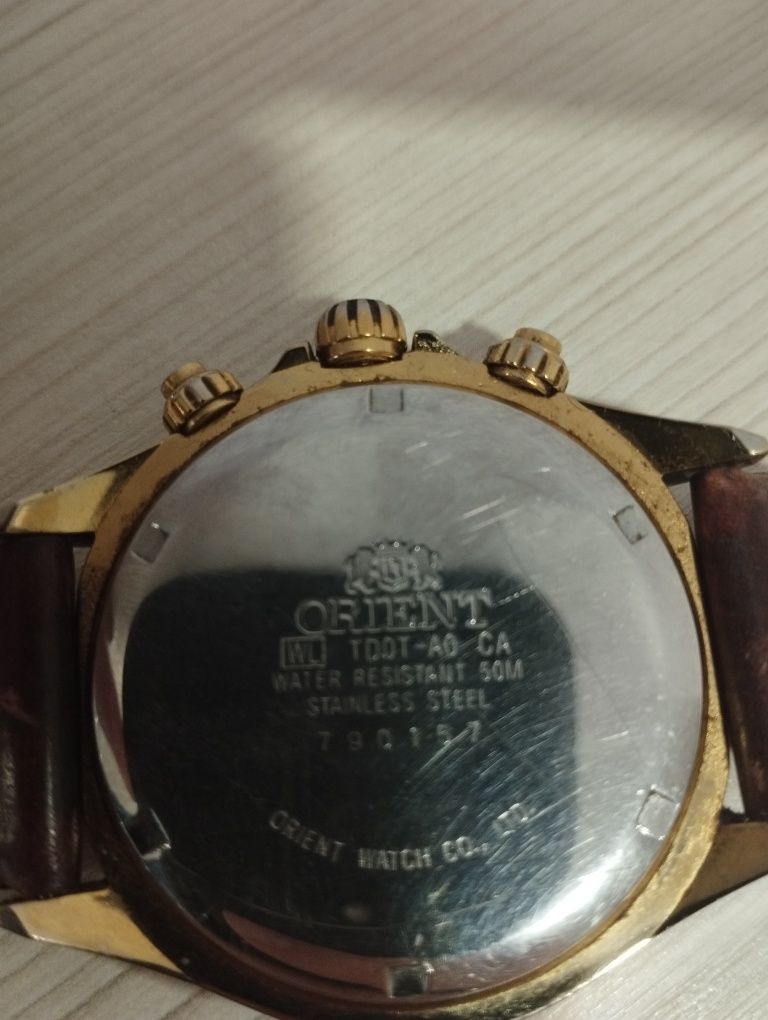 ORIENT
WL TD0T-A0 CA
WATER RESISTANT 50M
STAINLESS STEEL
790157
ORIENT WATCH CO., LTD.